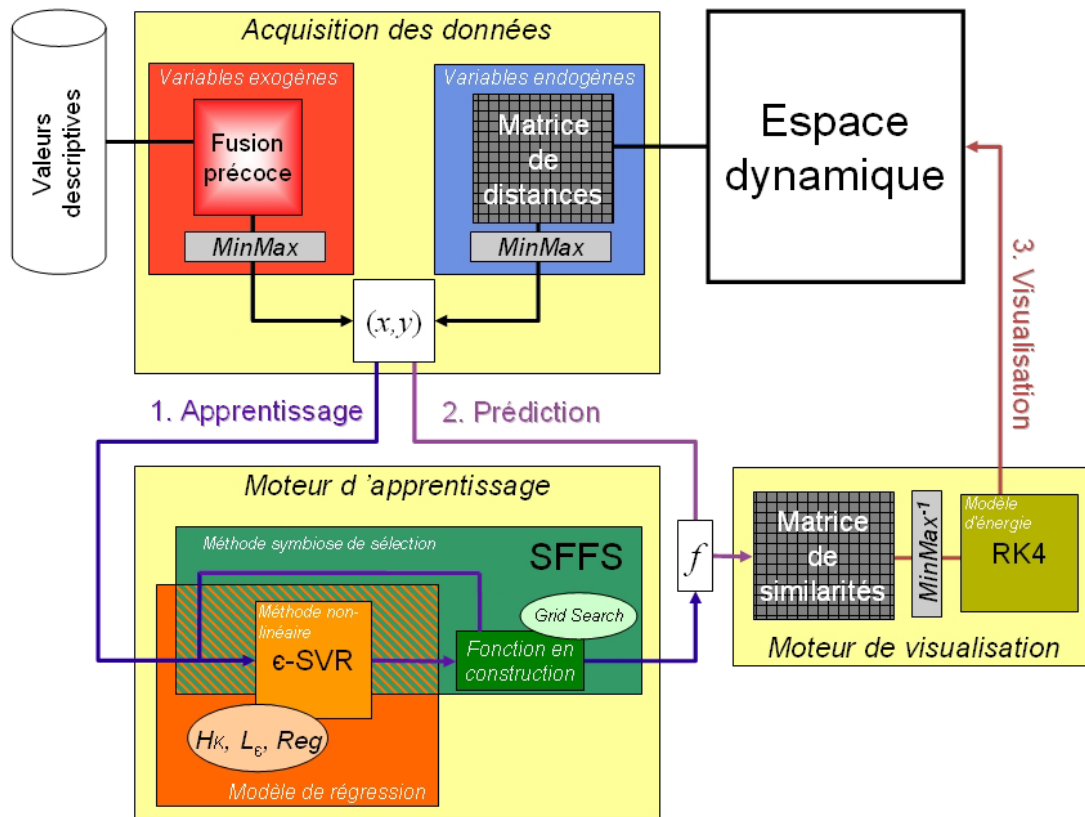 Acquisition des données
Valeurs
descriptives
Variables exogènes
Fusion
précoce
MinMax
Variables endogènes
Matrice
de
distances
MinMax
(x,y)
Espace
dynamique
3. Visualisation
1. Apprentissage
2. Prédiction
Moteur d 'apprentissage
Méthode symbiose de sélection
SFFS
Méthode non-
linéaire
ϵ-SVR
Grid Search
Fonction en
construction
HK, Lϵ, Reg
Modèle de régression
f
Matrice
de
similarités
MinMax-1
Modèle
d'énergie
RK4
Moteur de visualisation